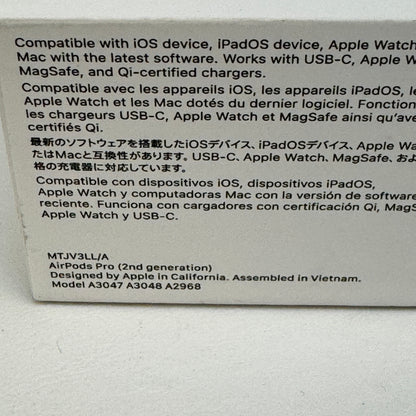 Compatible with iOS device, iPadOS device, Apple Watch
Mac with the latest software. Works with USB-C, Apple W
MagSafe, and Qi-certified chargers.
Compatible avec les appareils iOS, les appareils iPadOS, le
Apple Watch et les Mac dotés du dernier logiciel. Fonction
les chargeurs USB-C, Apple Watch et MagSafe ainsi qu'ave
certifiés Qi.
最新のソフトウェアを搭載したiOSデバイス、iPadOSデバイス、Apple Wat
たはMacと互換性があります。USB-C、Apple Watch、MagSafe、およ
格の充電器に対応しています。
Compatible con dispositivos iOS, dispositivos iPadOS,
Apple Watch y computadoras Mac con la versión de software
reciente. Funciona con cargadores con certificación Qi, MagS
Apple Watch y USB-C.
MTJV3LL/A
AirPods Pro (2nd generation)
Designed by Apple in California. Assembled in Vietnam.
Model A3047 A3048 A2968